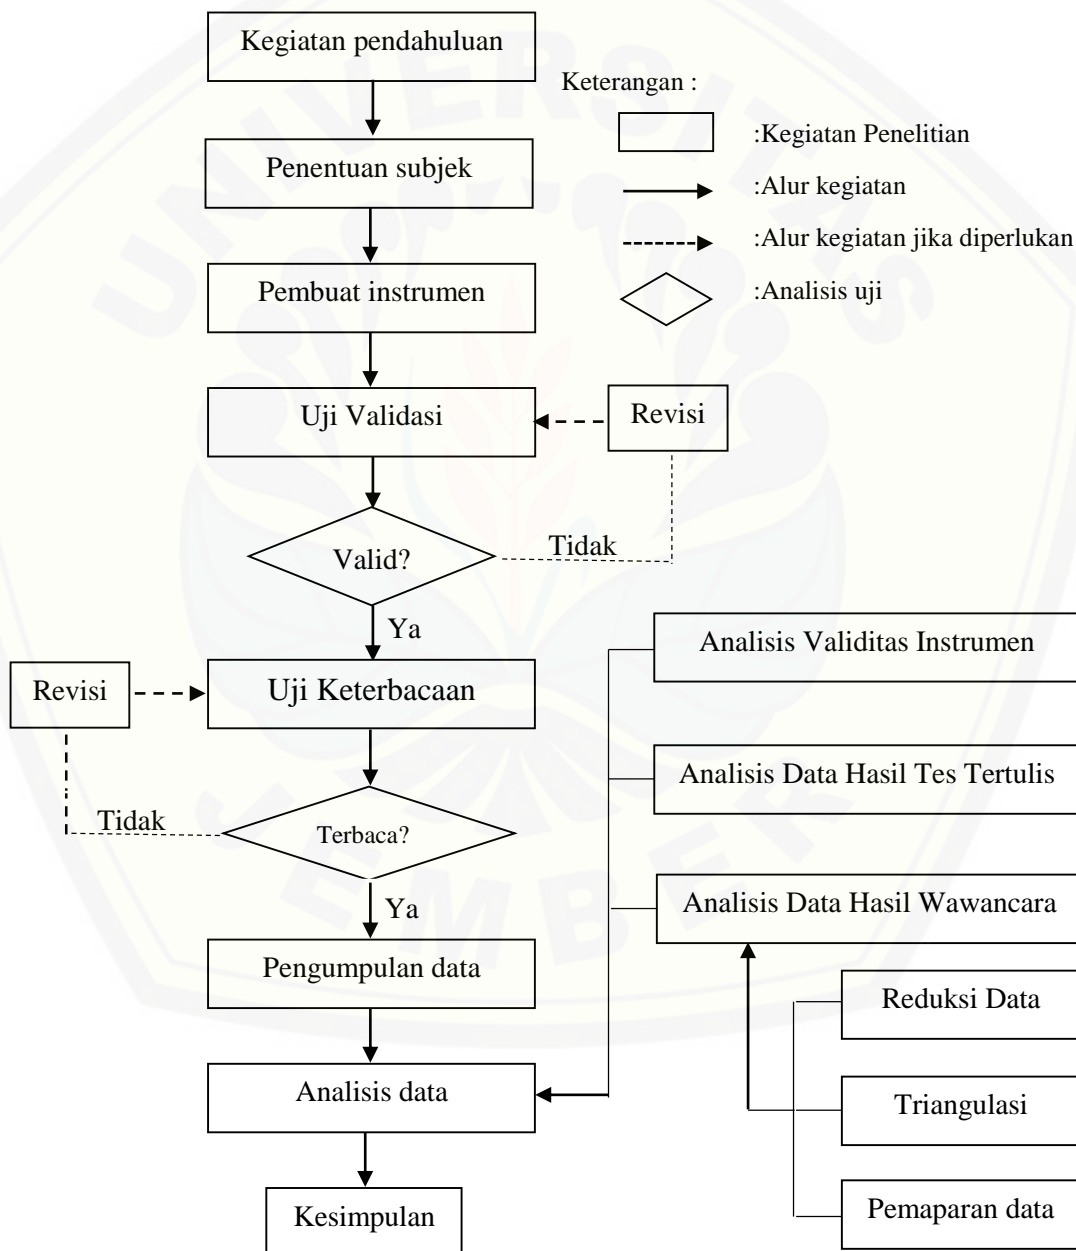 Kegiatan pendahuluan
Keterangan :
:Kegiatan Penelitian
Penentuan subjek
:Alur kegiatan
:Alur kegiatan jika diperlukan
Pembuat instrumen
:Analisis uji
Uji Validasi
Revisi
Valid?
Tidak
Ya
Analisis Validitas Instrumen
Revisi
Uji Keterbacaan
Analisis Data Hasil Tes Tertulis
Tidak
Terbaca?
Ya
Analisis Data Hasil Wawancara
Pengumpulan data
Reduksi Data
Analisis data
Triangulasi
Kesimpulan
Pemaparan data
UNIVERSITAS
JEMBER